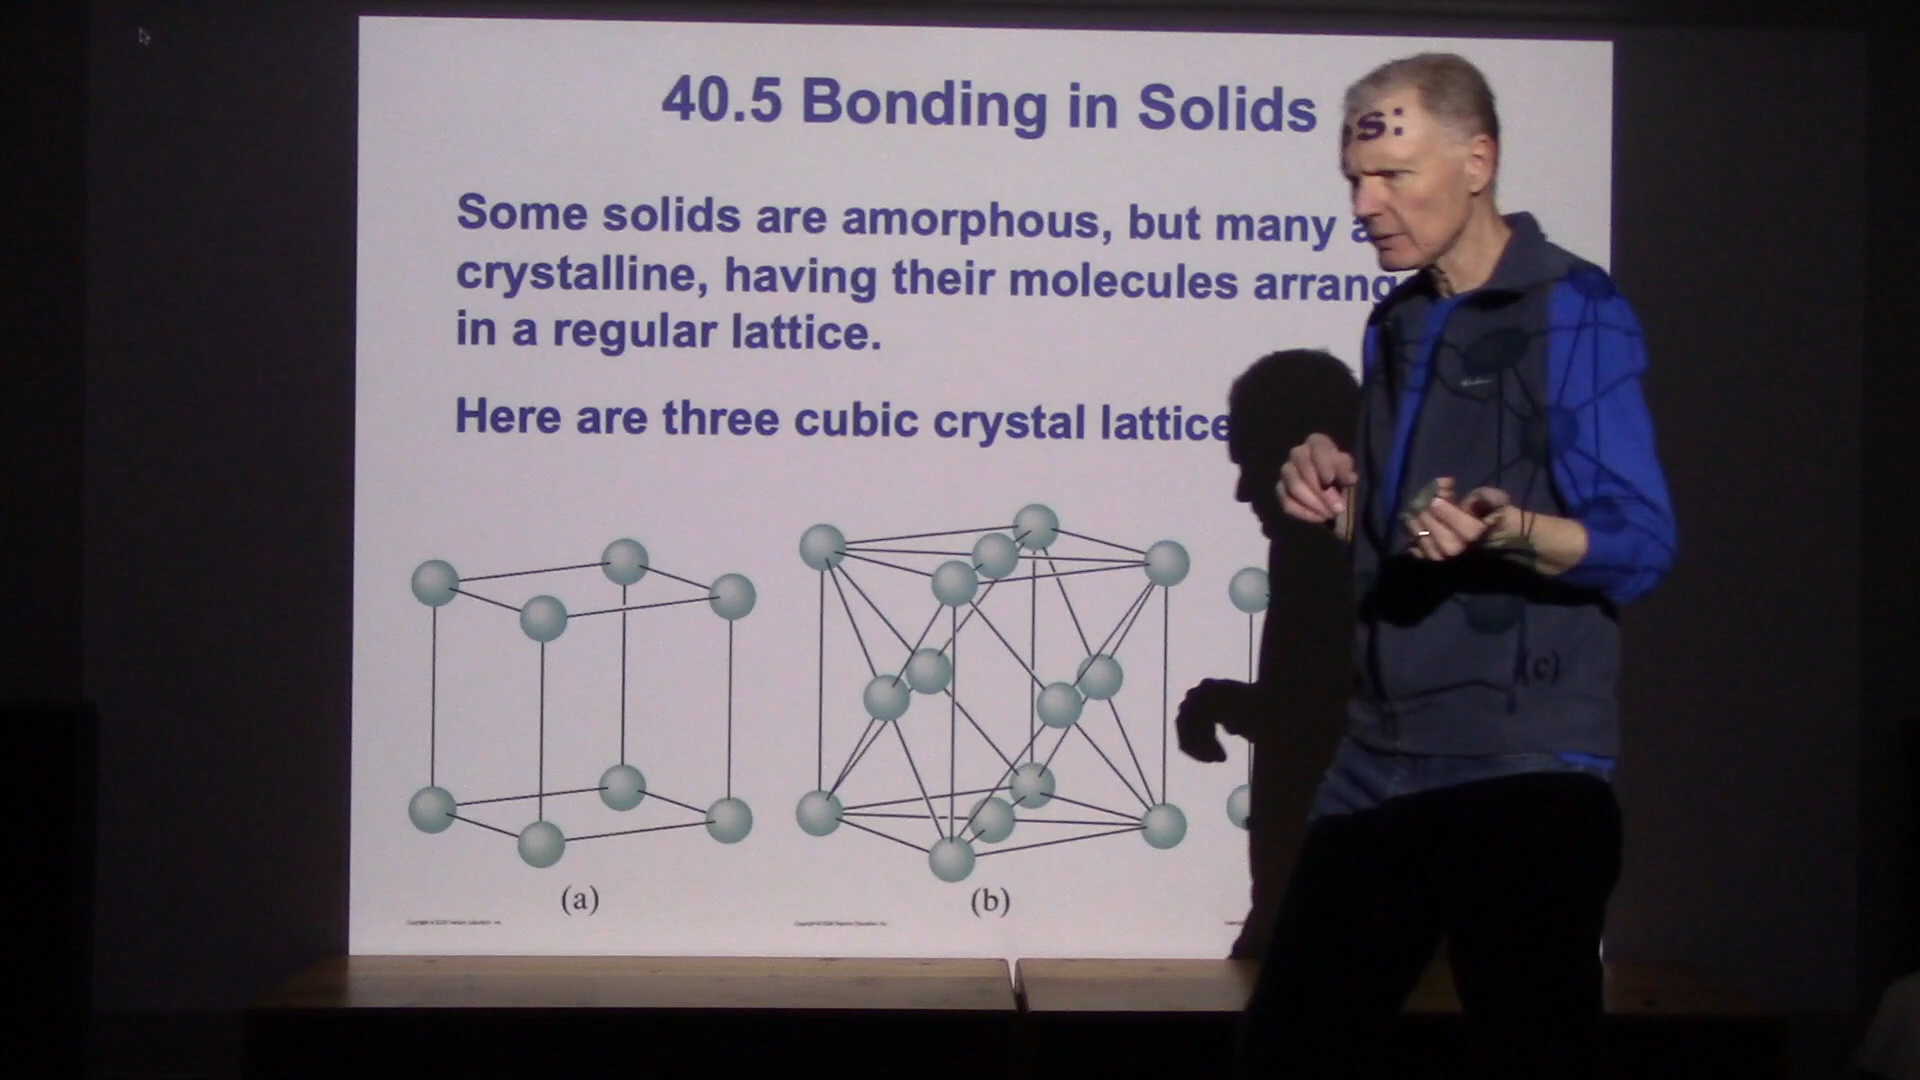 40.5 Bonding in Solids s:
Some solids are amorphous, but many a
crystalline, having their molecules arrang
in a regular lattice.
Here are three cubic crystal lattice
(a) (b) (c)